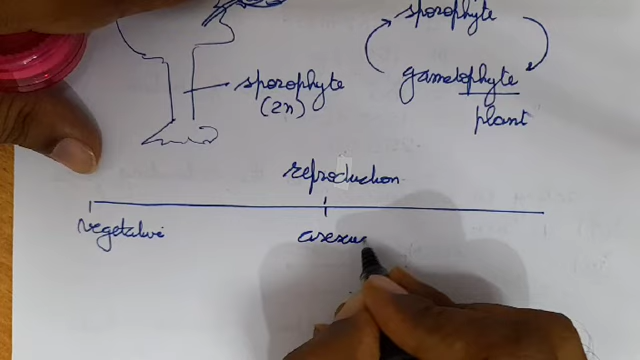 sporophyte
gametophyte
plant
sporophyte
(2n)
reproduction
vegetative
asexu